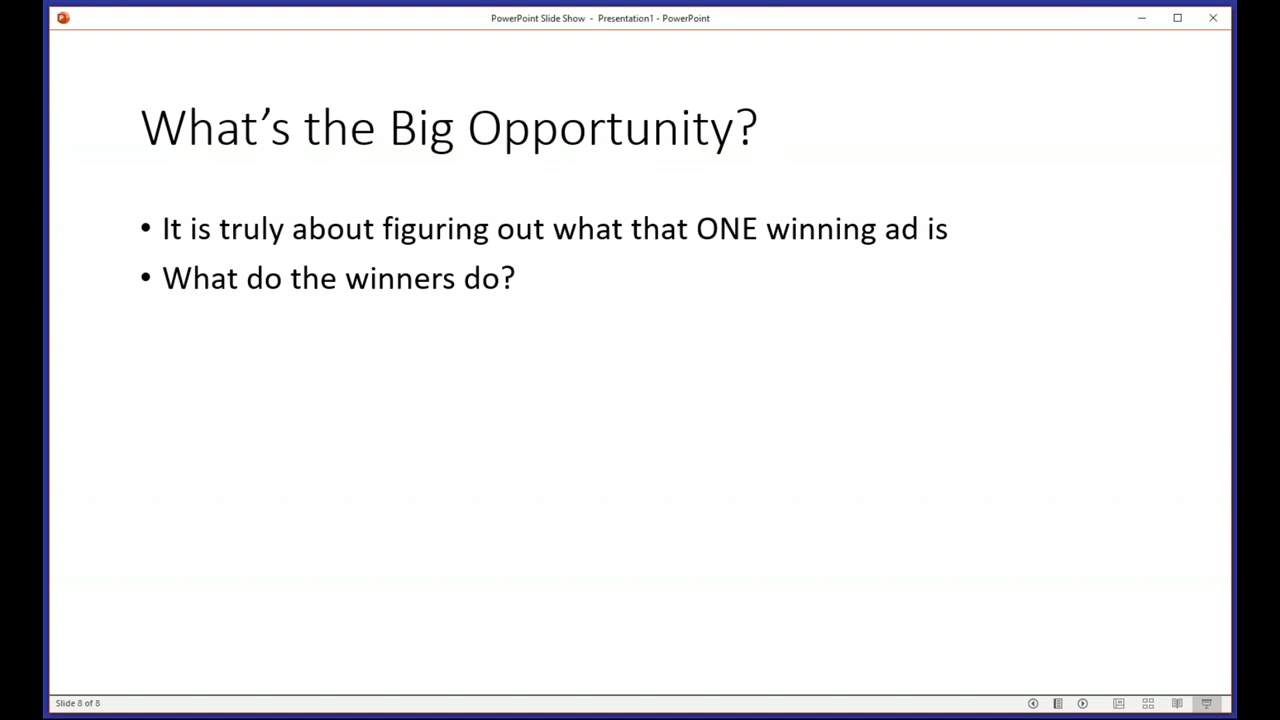 PowerPoint Slide Show - Presentation1 - PowerPoint
What’s the Big Opportunity?
• It is truly about figuring out what that ONE winning ad is
• What do the winners do?
Slide 8 of 8